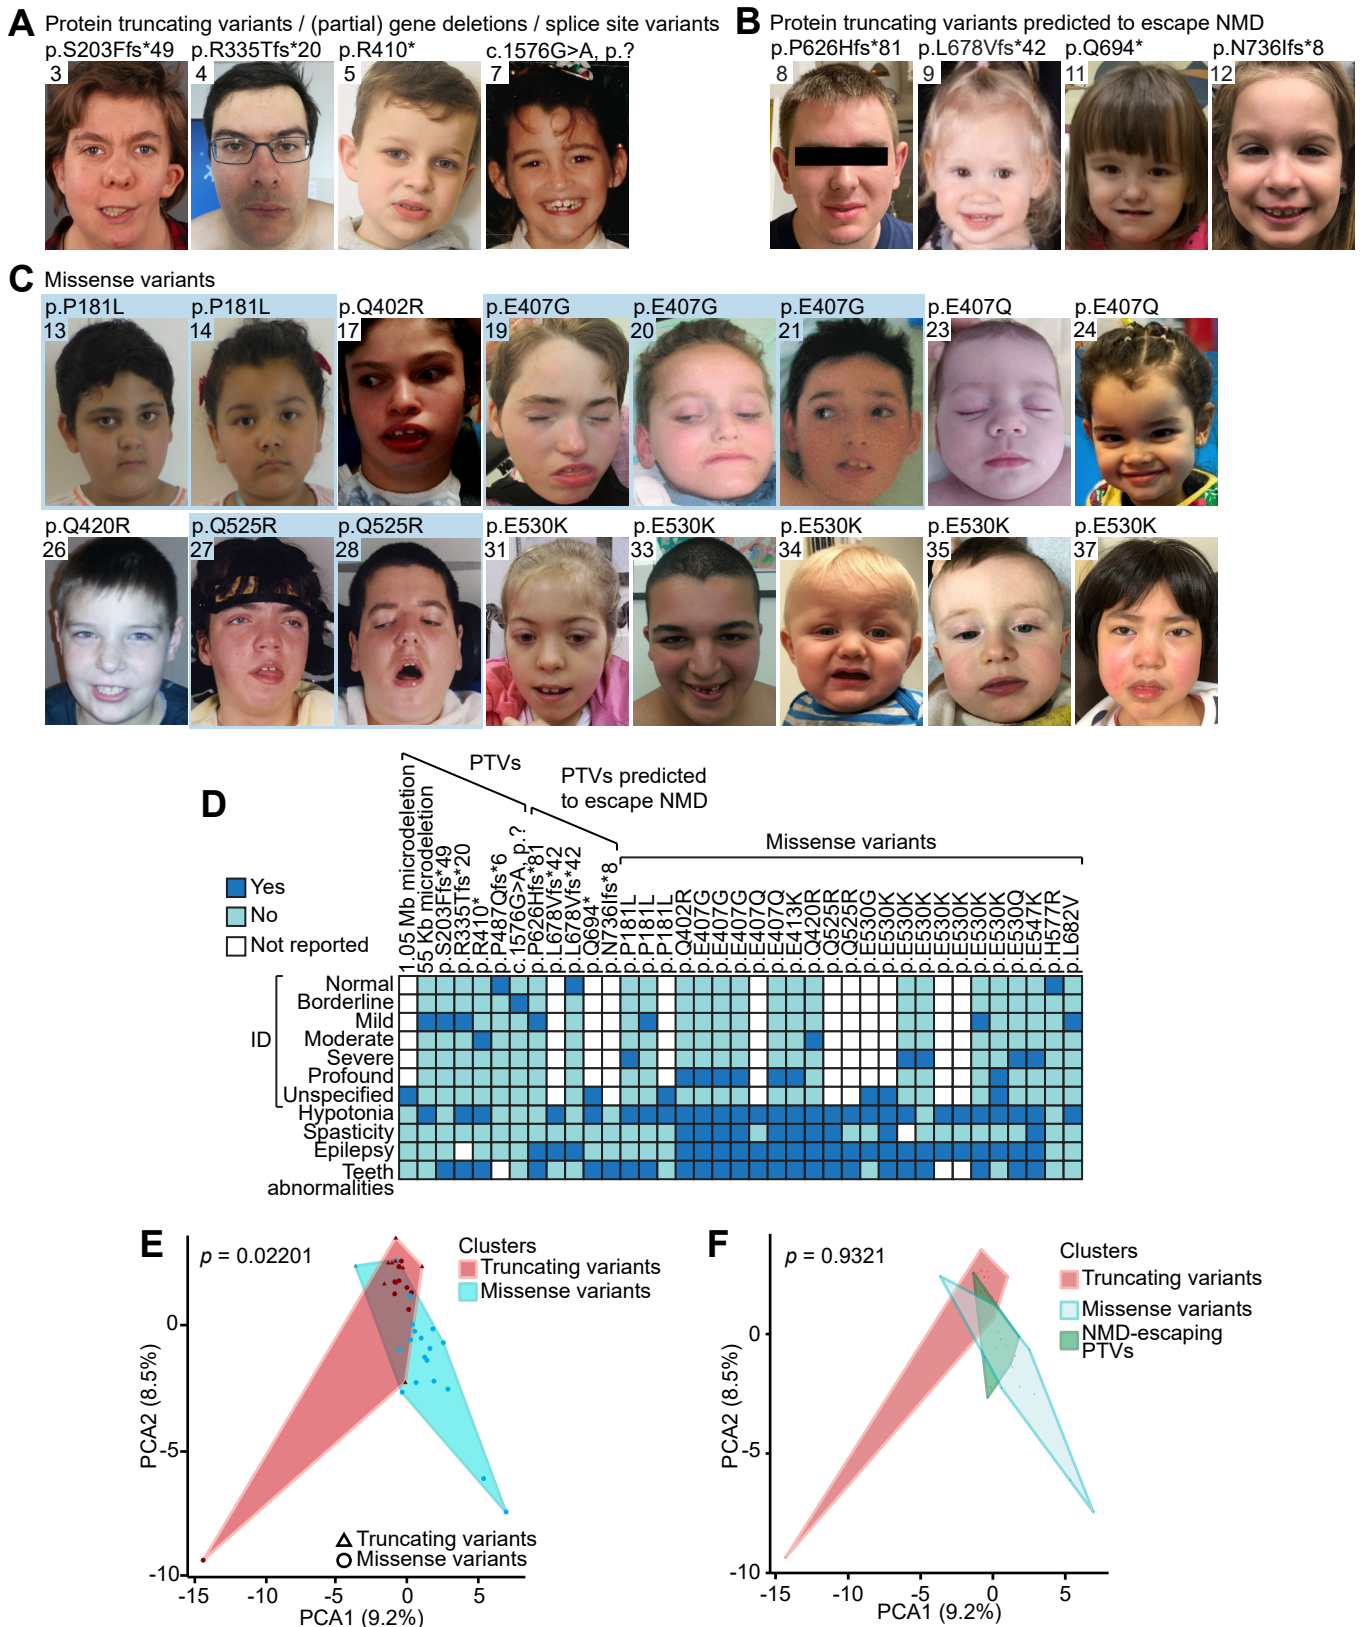 A Protein truncating variants / (partial) gene deletions / splice site variants
p.S203Ffs*49 p.R335Tfs*20 p.R410* c.1576G>A, p.?
3 4 5 7
B Protein truncating variants predicted to escape NMD
p.P626Hfs*81 p.L678Vfs*42 p.Q694* p.N736Ifs*8
8 9 11 12
C Missense variants
p.P181L p.P181L p.Q402R p.E407G p.E407G p.E407G p.E407Q p.E407Q
13 14 17 19 20 21 23 24
p.Q420R p.Q525R p.Q525R p.E530K p.E530K p.E530K p.E530K p.E530K
26 27 28 31 33 34 35 37
D
PTVs
PTVs predicted
to escape NMD
Missense variants
Yes
No
Not reported
1.05 Mb microdeletion
55 Kb microdeletion
p.S203Ffs*49
p.R335Tfs*20
p.R410*
p.P487Qfs*6
c.1576G>A, p.?
p.P626Hfs*81
p.L678Vfs*42
p.L678Vfs*42
p.Q694*
p.N736Ifs*8
p.P181L
p.P181L
p.P181L
p.Q402R
p.E407G
p.E407G
p.E407G
p.E407Q
p.E407Q
p.E413K
p.Q420R
p.Q525R
p.Q525R
p.E530G
p.E530K
p.E530K
p.E530K
p.E530K
p.E530K
p.E530K
p.E530K
p.E530Q
p.E547K
p.H577R
p.L682V
ID
Normal
Borderline
Mild
Moderate
Severe
Profound
Unspecified
Hypotonia
Spasticity
Epilepsy
Teeth
abnormalities
E
p = 0.02201
Clusters
Truncating variants
Missense variants
PCA2 (8.5%)
0
-5
-10
Truncating variants
Missense variants
-15 -10 -5 0 5
PCA1 (9.2%)
F
p = 0.9321
Clusters
Truncating variants
Missense variants
NMD-escaping
PTVs
PCA2 (8.5%)
0
-5
-10
-15 -10 -5 0 5
PCA1 (9.2%)